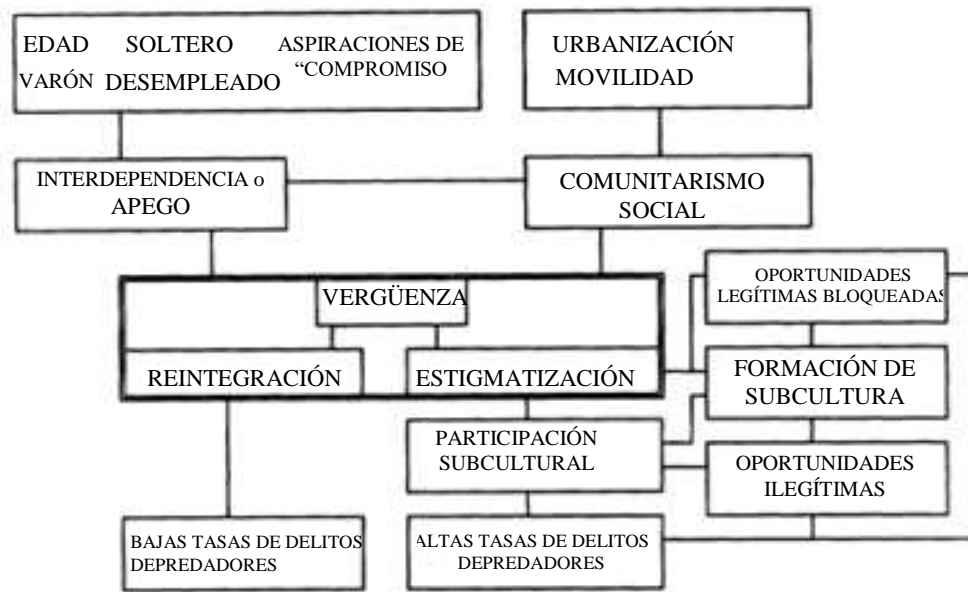 EDAD SOLTERO ASPIRACIONES DE
VARÓN DESEMPLEADO “COMPROMISO
URBANIZACIÓN
MOVILIDAD
INTERDEPENDENCIA o
APEGO
COMUNITARISMO
SOCIAL
VERGÜENZA
REINTEGRACIÓN
ESTIGMATIZACIÓN
OPORTUNIDADES
LEGÍTIMAS BLOQUEADAS
FORMACIÓN DE
SUBCULTURA
PARTICIPACIÓN
SUBCULTURAL
OPORTUNIDADES
ILEGÍTIMAS
BAJAS TASAS DE DELITOS
DEPREDADORES
ALTAS TASAS DE DELITOS
DEPREDADORES